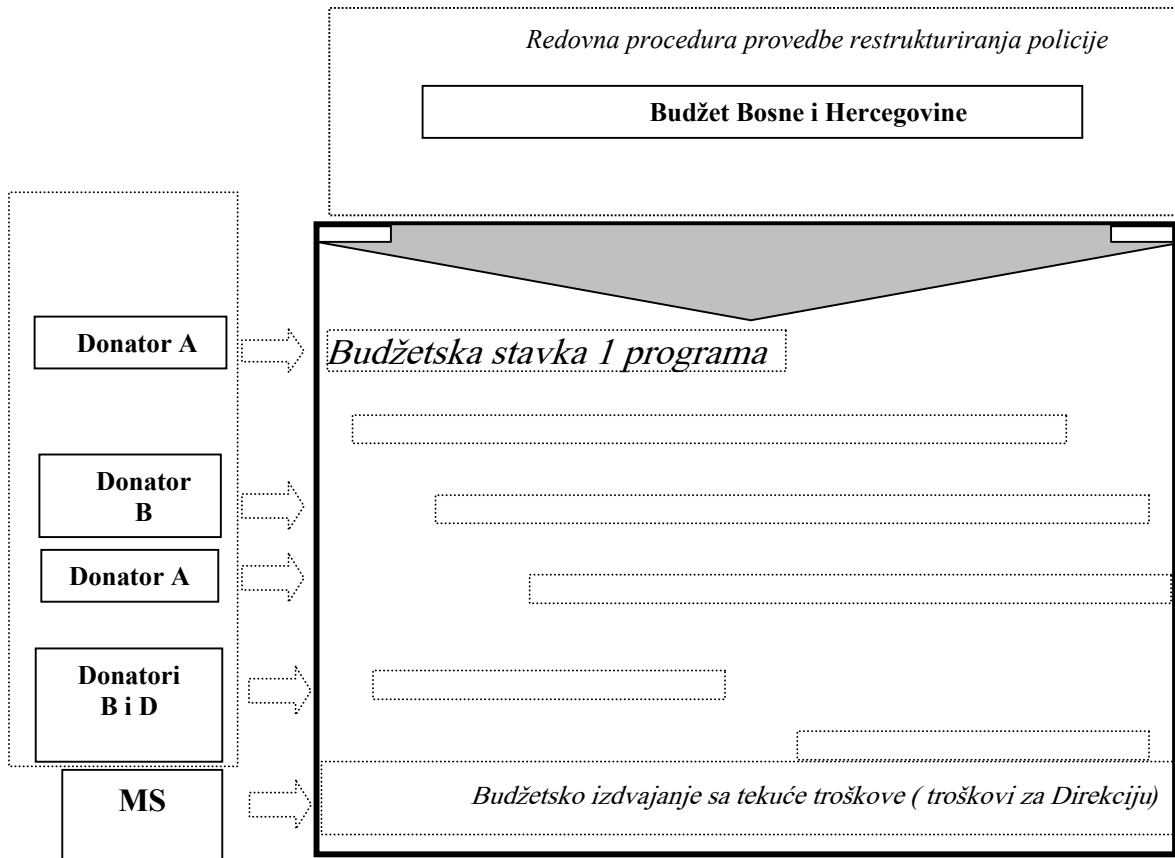 Redovna procedura provedbe restrukturiranja policije
Budžet Bosne i Hercegovine
Donator A
Budžetska stavka 1 programa
Donator
B
Donator A
Donatori
B i D
MS
Budžetsko izdvajanje sa tekuće troškove ( troškovi za Direkciju)